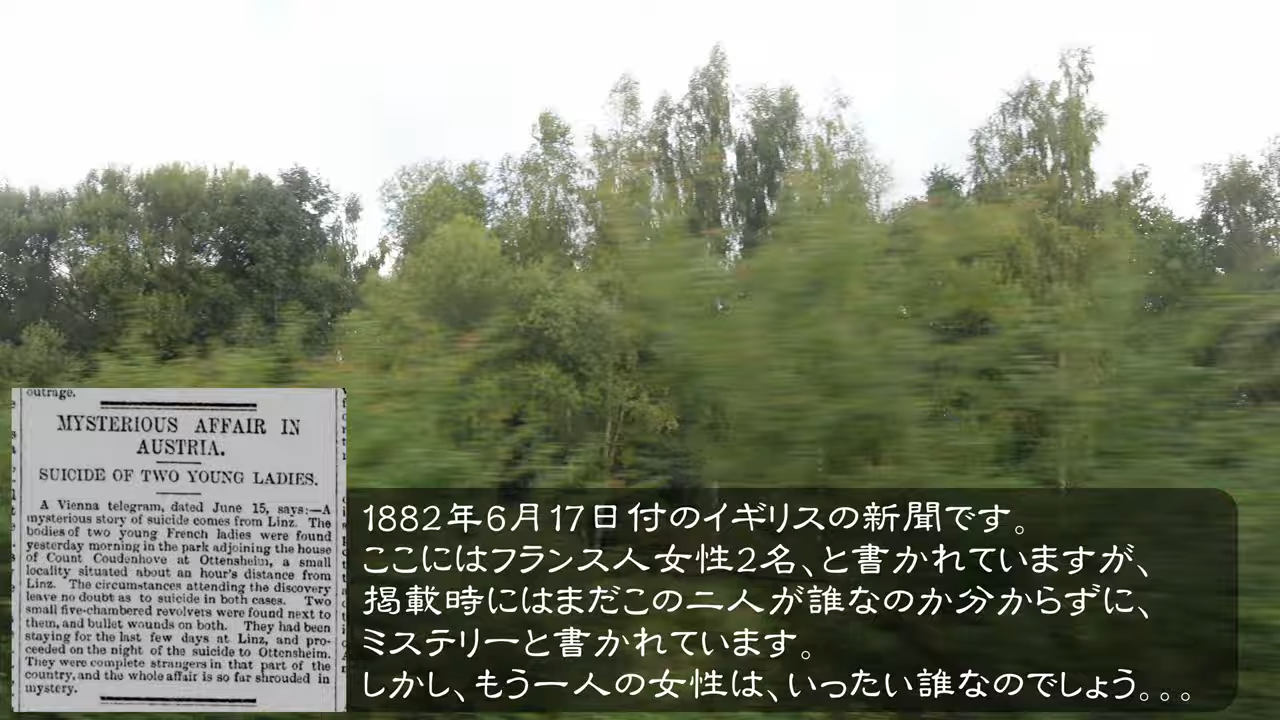 outrage.
MYSTERIOUS AFFAIR IN
AUSTRIA.
SUICIDE OF TWO YOUNG LADIES.
A Vienna telegram, dated June 15, says:—A
mysterious story of suicide comes from Linz. The
bodies of two young French ladies were found
yesterday morning in the park adjoining the house
of Count Coudenhove at Ottensheim, a small
locality situated about an hour's distance from
Linz. The circumstances attending the discovery
leave no doubt as to suicide in both cases. Two
small five-chambered revolvers were found next to
them, and bullet wounds on both. They had been
staying for the last few days at Linz, and pro-
ceeded on the night of the suicide to Ottensheim.
They were complete strangers in that part of the
country, and the whole affair is so far shrouded in
mystery.
1882年6月17日付のイギリスの新聞です。
ここにはフランス人女性2名、と書かれていますが、
掲載時にはまだこの二人が誰なのか分からずに、
ミステリーと書かれています。
しかし、もう一人の女性は、いったい誰なのでしょう。。。